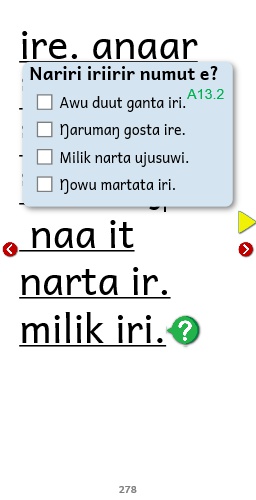 ire. anaar
Nariri iriirir numut e?
A13.2
Awu duut ganta iri.
Ŋarumaŋ gosta ire.
Milik narta ujusuwi.
Ŋowu martata iri.
naa it
narta ir.
milik iri.
?
278